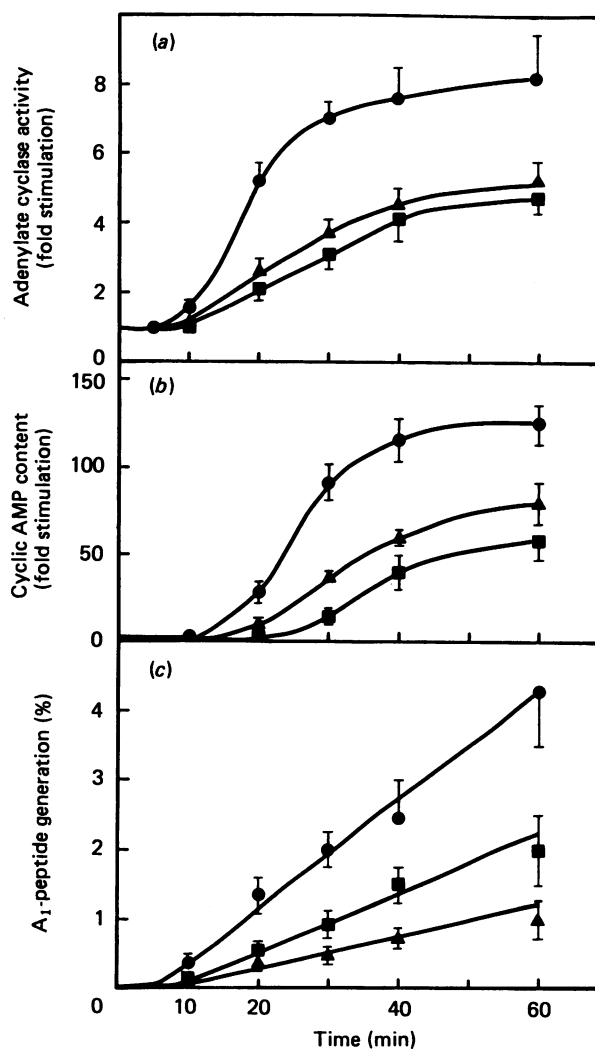 (a)
Adenylate cyclase activity
(fold stimulation)
8
6
4
2
0
(b)
Cyclic AMP content
(fold stimulation)
150
100
50
0
(c)
A₁-peptide generation (%)
4
3
2
1
0
10
20
30
40
60
Time (min)